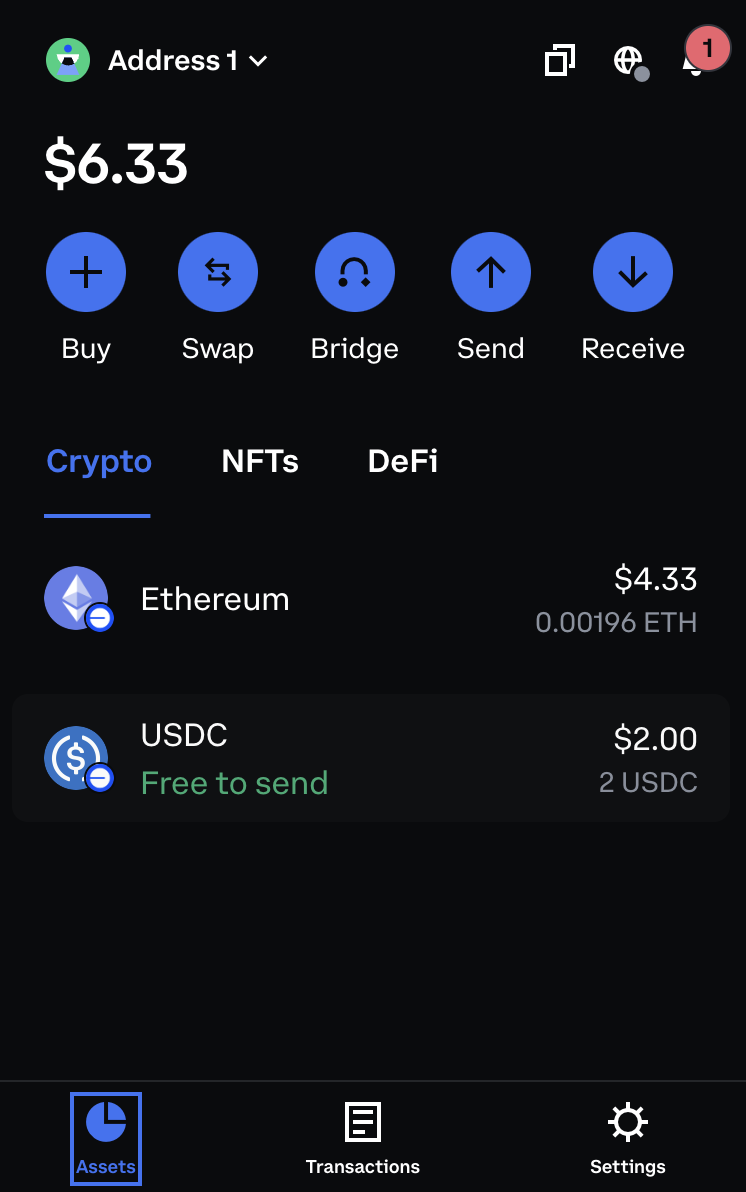 Address 1
1
$6.33
Buy
Swap
Bridge
Send
Receive
Crypto
NFTs
DeFi
Ethereum
$4.33
0.00196 ETH
USDC
$2.00
Free to send
2 USDC
Assets
Transactions
Settings